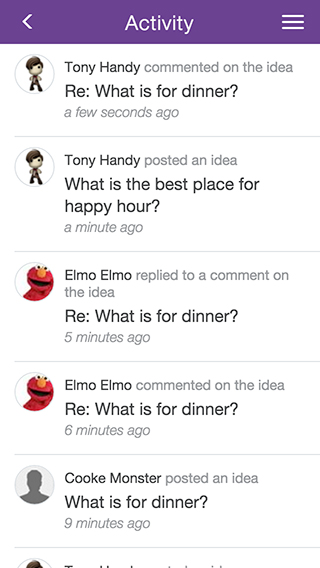 Activity
Tony Handy commented on the idea
Re: What is for dinner?
a few seconds ago
Tony Handy posted an idea
What is the best place for
happy hour?
a minute ago
Elmo Elmo replied to a comment on
the idea
Re: What is for dinner?
5 minutes ago
Elmo Elmo commented on the idea
Re: What is for dinner?
6 minutes ago
Cooke Monster posted an idea
What is for dinner?
9 minutes ago